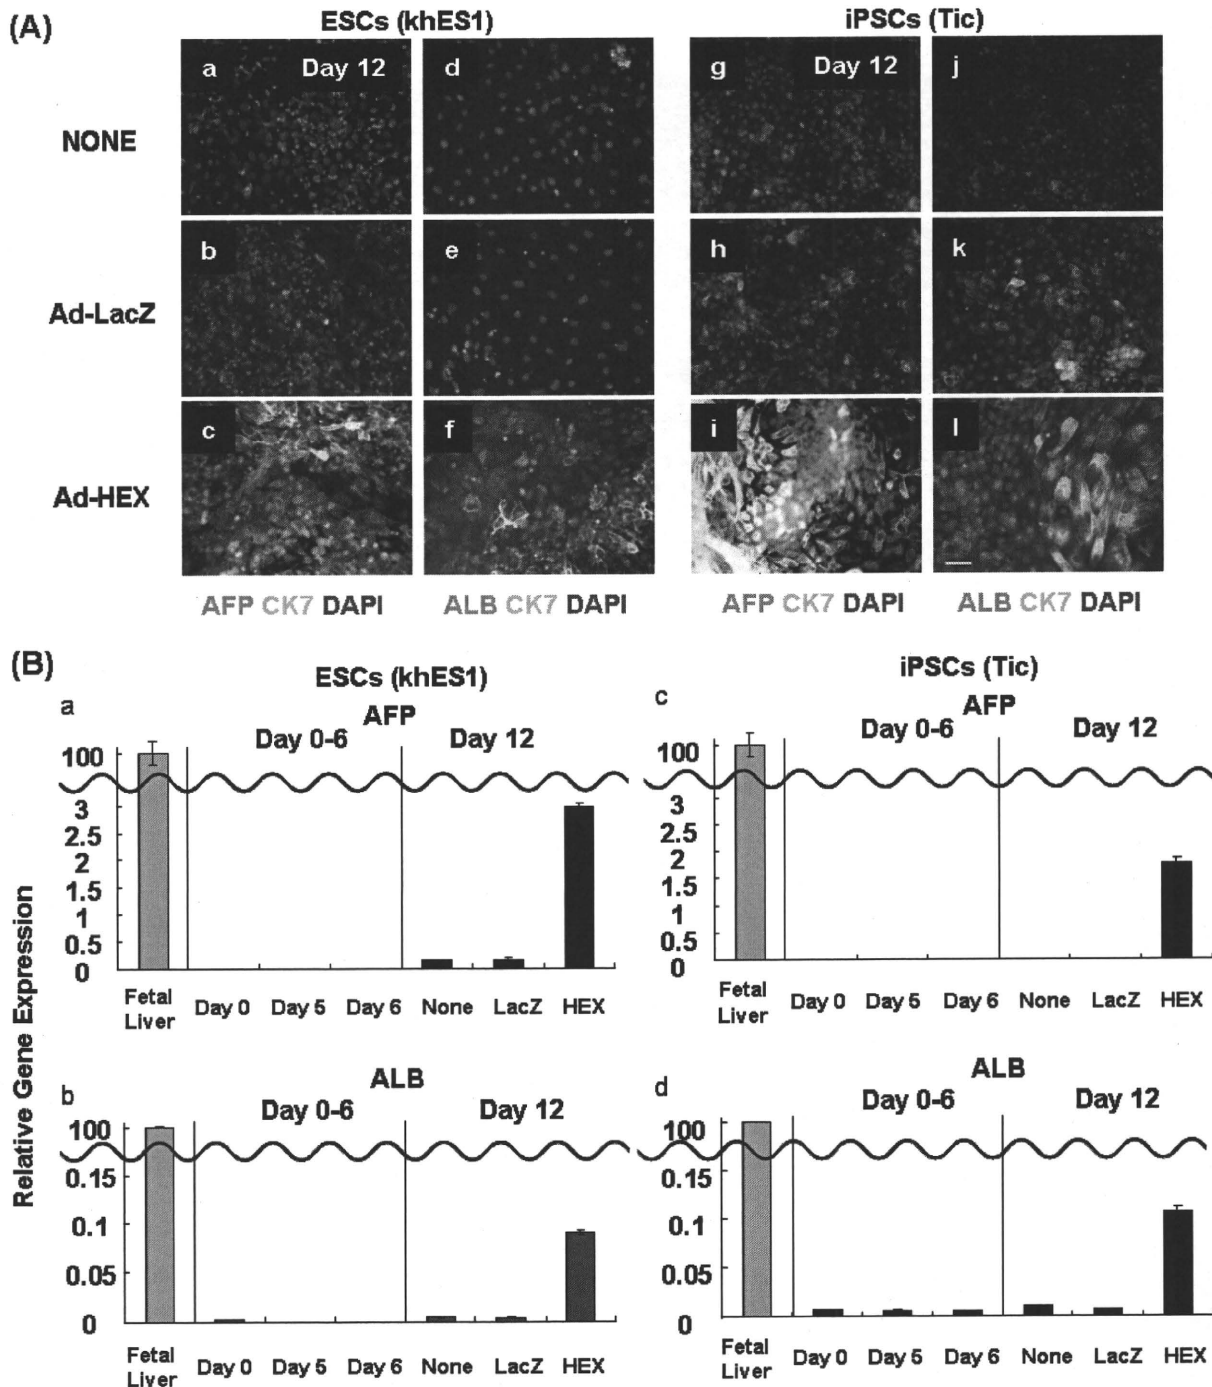 (A)
ESCs (khES1)
iPSCs (Tic)
a
Day 12
d
g
Day 12
j
NONE
b
e
h
k
Ad-LacZ
c
f
i
l
Ad-HEX
AFP CK7 DAPI
ALB CK7 DAPI
AFP CK7 DAPI
ALB CK7 DAPI
(B)
Relative Gene Expression
ESCs (khES1)
a
AFP
Day 0-6
Day 12
100
3
2.5
2
1.5
1
0.5
0
Fetal
Liver
Day 0
Day 5
Day 6
None
LacZ
HEX
iPSCs (Tic)
c
AFP
Day 0-6
Day 12
100
3
2.5
2
1.5
1
0.5
0
Fetal
Liver
Day 0
Day 5
Day 6
None
LacZ
HEX
b
ALB
Day 0-6
Day 12
100
0.15
0.1
0.05
0
Fetal
Liver
Day 0
Day 5
Day 6
None
LacZ
HEX
d
ALB
Day 0-6
Day 12
100
0.15
0.1
0.05
0
Fetal
Liver
Day 0
Day 5
Day 6
None
LacZ
HEX